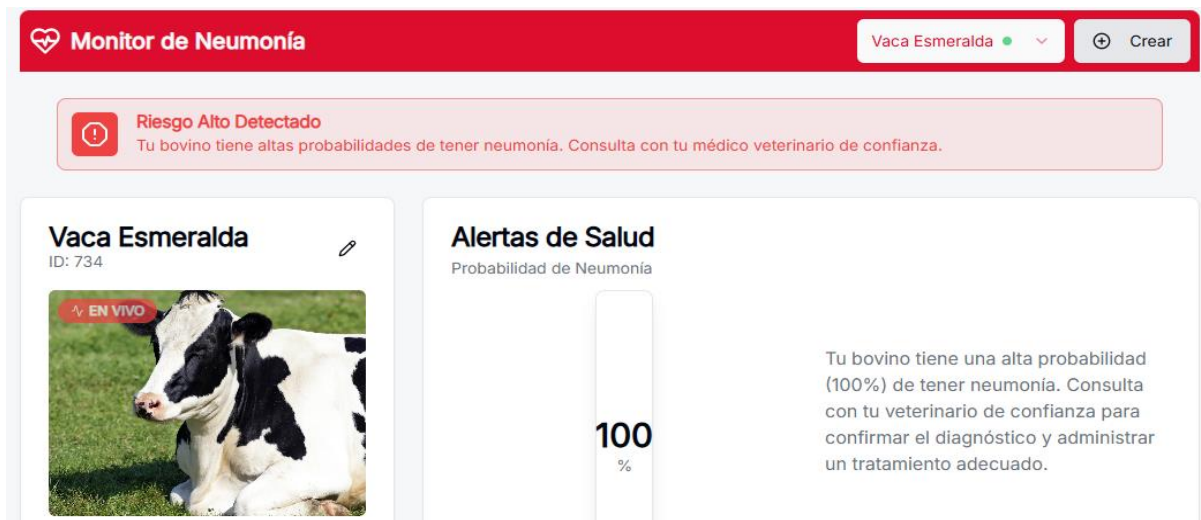 Monitor de Neumonía
Vaca Esmeralda
Crear
Riesgo Alto Detectado
Tu bovino tiene altas probabilidades de tener neumonía. Consulta con tu médico veterinario de confianza.
Vaca Esmeralda
ID: 734
EN VIVO
Alertas de Salud
Probabilidad de Neumonía
100
%
Tu bovino tiene una alta probabilidad
(100%) de tener neumonía. Consulta
con tu veterinario de confianza para
confirmar el diagnóstico y administrar
un tratamiento adecuado.